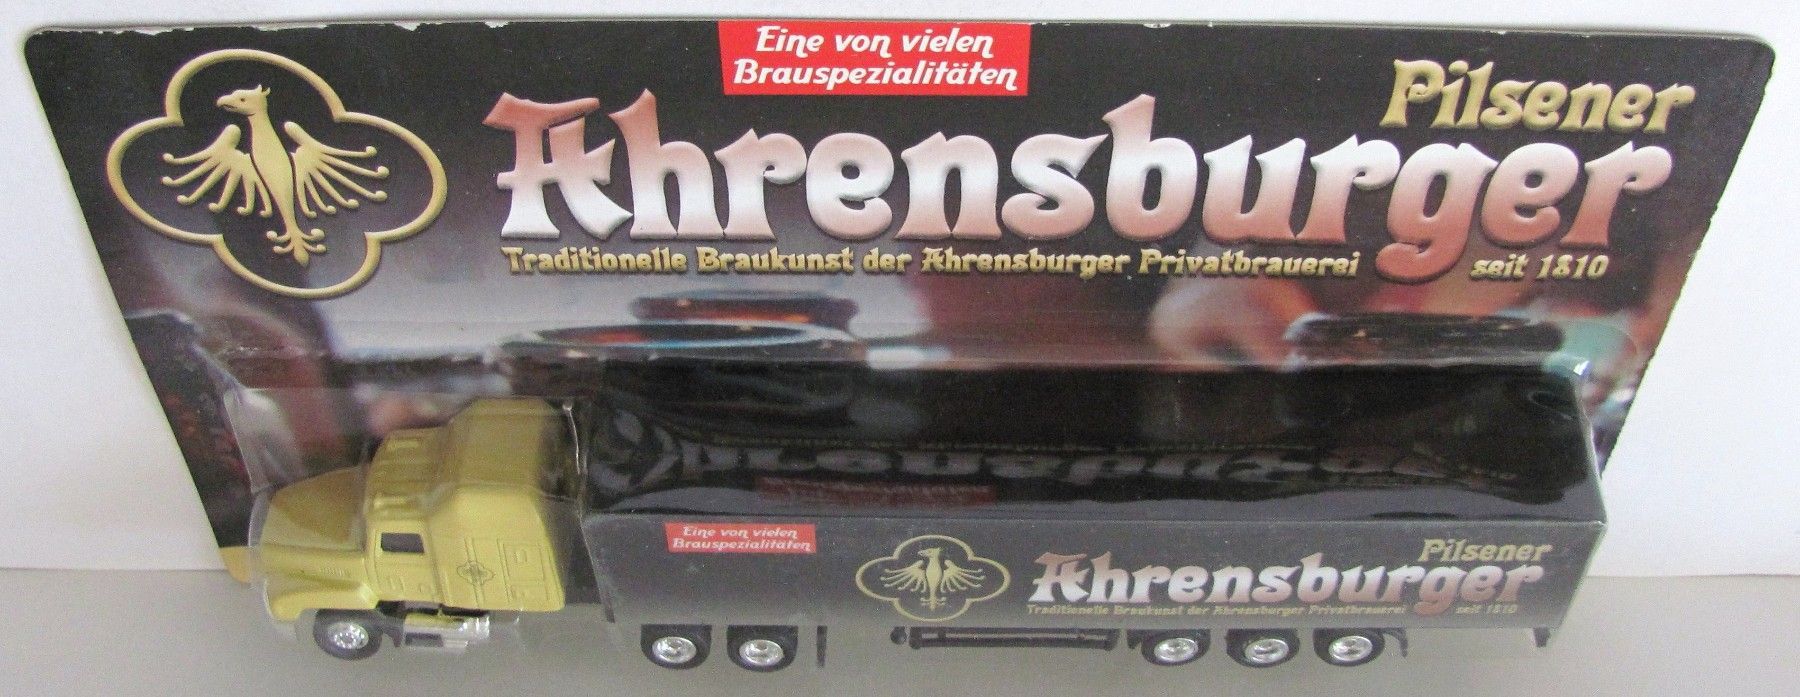 Eine von vielen
Brauspezialitäten
Pilsener
Ahrensburger
Traditionelle Braukunst der Ahrensburger Privatbrauerei
seit 1810
Eine von vielen
Brauspezialitäten
Pilsener
Ahrensburger
Traditionelle Braukunst der Ahrensburger Privatbrauerei
seit 1810